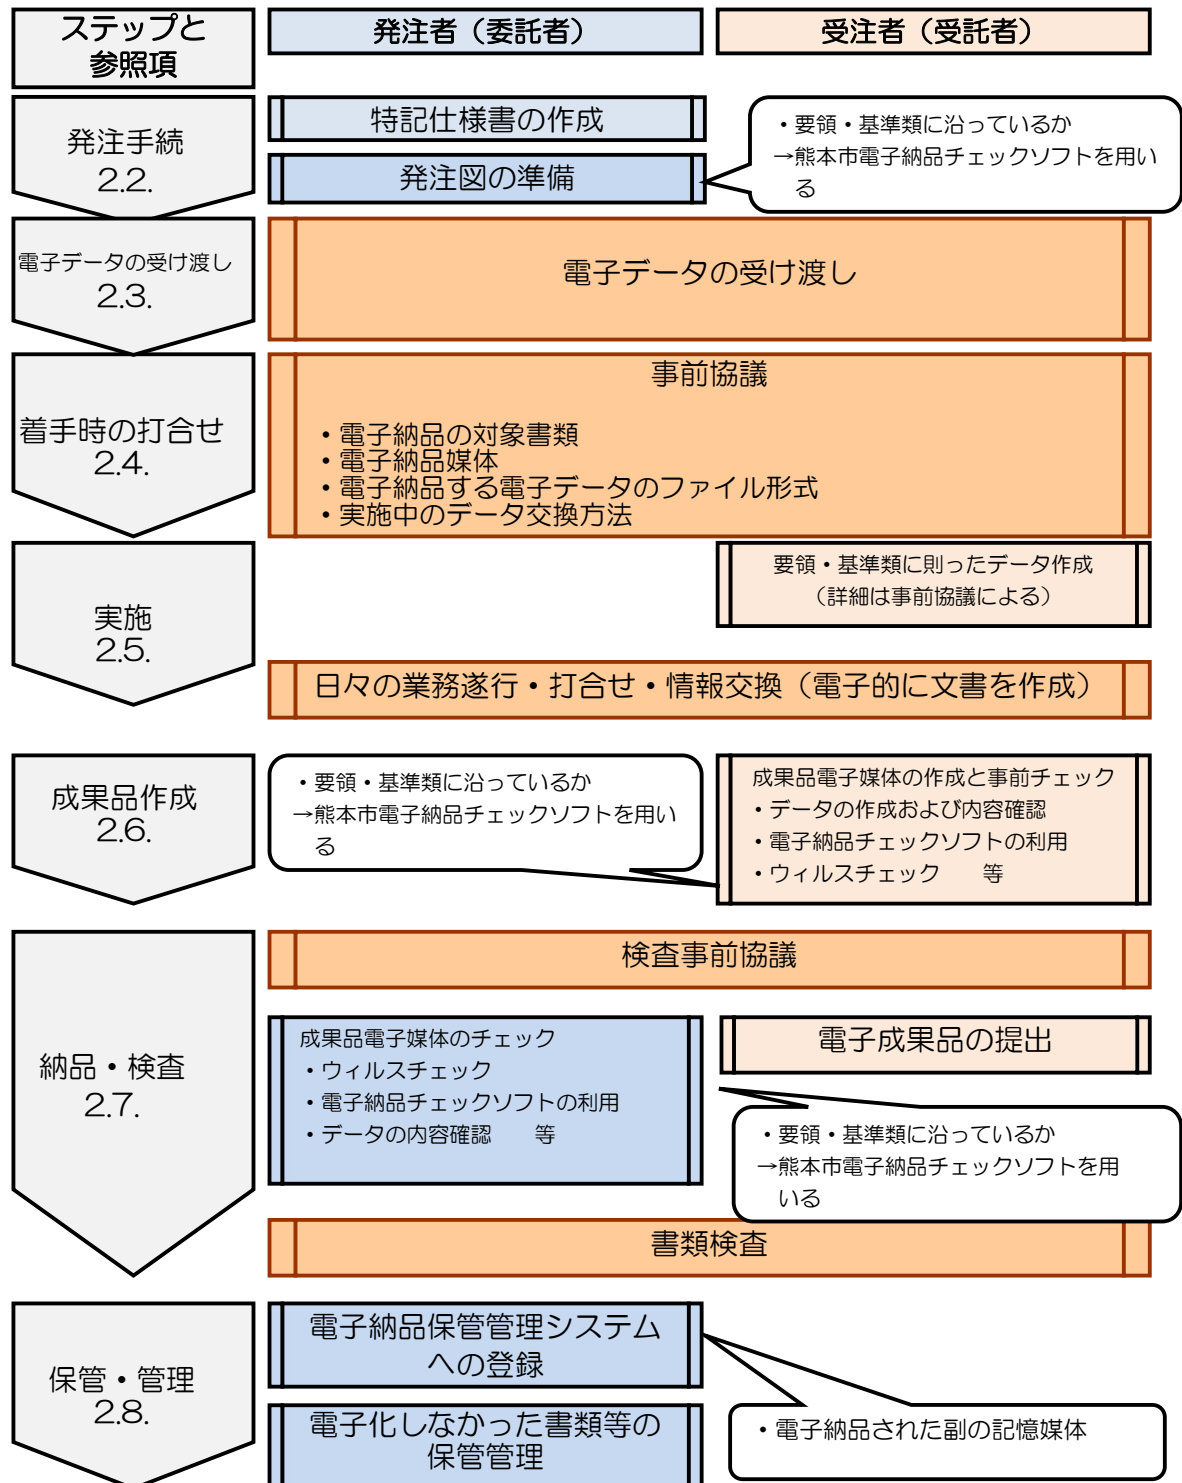 ステップと
参照項
発注者（委託者）
受注者（受託者）
発注手続
2.2.
特記仕様書の作成
発注図の準備
・要領・基準類に沿っているか
→熊本市電子納品チェックソフトを用い
る
電子データの受け渡し
2.3.
電子データの受け渡し
着手時の打合せ
2.4.
事前協議
・電子納品の対象書類
・電子納品媒体
・電子納品する電子データのファイル形式
・実施中のデータ交換方法
実施
2.5.
要領・基準類に則ったデータ作成
（詳細は事前協議による）
日々の業務遂行・打合せ・情報交換（電子的に文書を作成）
成果品作成
2.6.
・要領・基準類に沿っているか
→熊本市電子納品チェックソフトを用い
る
成果品電子媒体の作成と事前チェック
・データの作成および内容確認
・電子納品チェックソフトの利用
・ウィルスチェック　　等
納品・検査
2.7.
検査事前協議
成果品電子媒体のチェック
・ウィルスチェック
・電子納品チェックソフトの利用
・データの内容確認　　等
電子成果品の提出
・要領・基準類に沿っているか
→熊本市電子納品チェックソフトを用
いる
書類検査
保管・管理
2.8.
電子納品保管管理システム
への登録
電子化しなかった書類等の
保管管理
・電子納品された副の記憶媒体